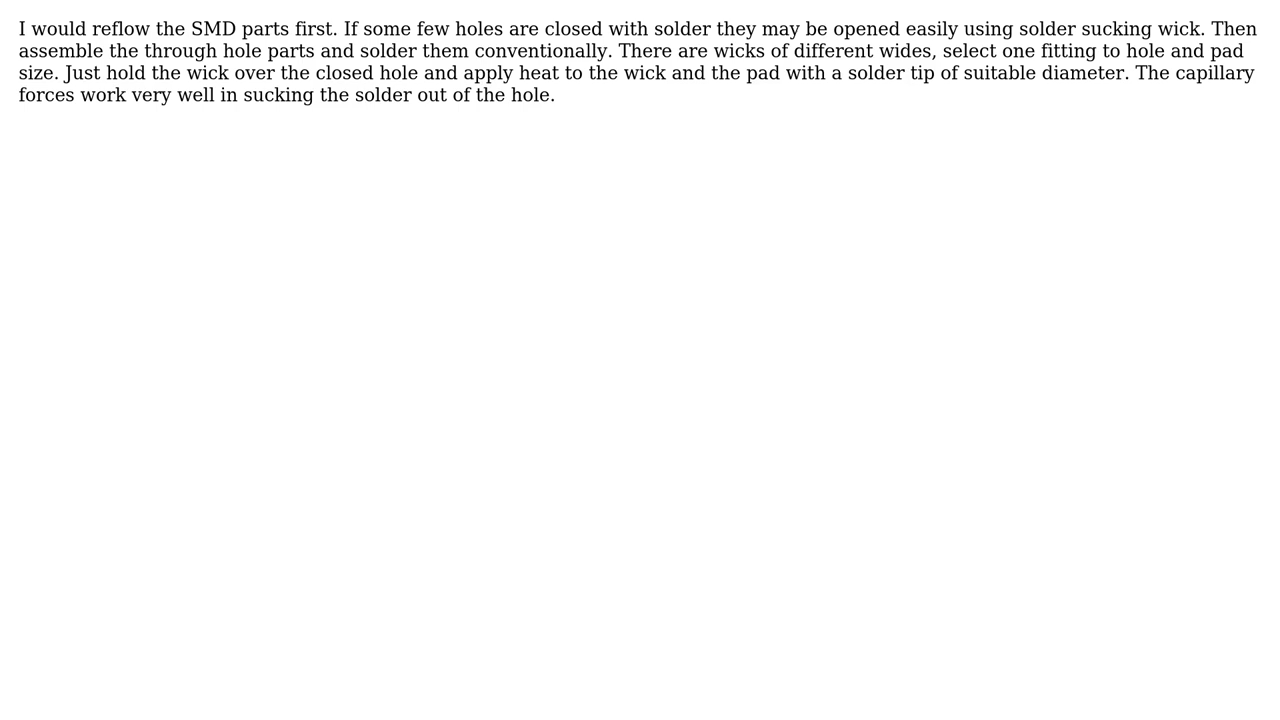 I would reflow the SMD parts first. If some few holes are closed with solder they may be opened easily using solder sucking wick. Then
assemble the through hole parts and solder them conventionally. There are wicks of different wides, select one fitting to hole and pad
size. Just hold the wick over the closed hole and apply heat to the wick and the pad with a solder tip of suitable diameter. The capillary
forces work very well in sucking the solder out of the hole.